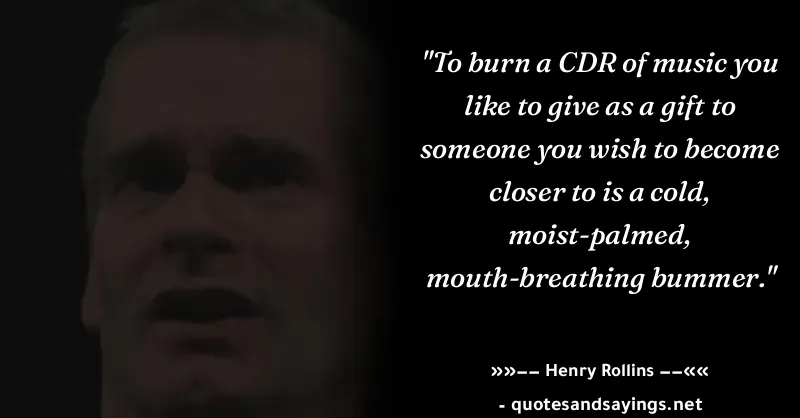 "To burn a CDR of music you
like to give as a gift to
someone you wish to become
closer to is a cold,
moist-palmed,
mouth-breathing bummer."
»»–– Henry Rollins ––««
- quotesandsayings.net